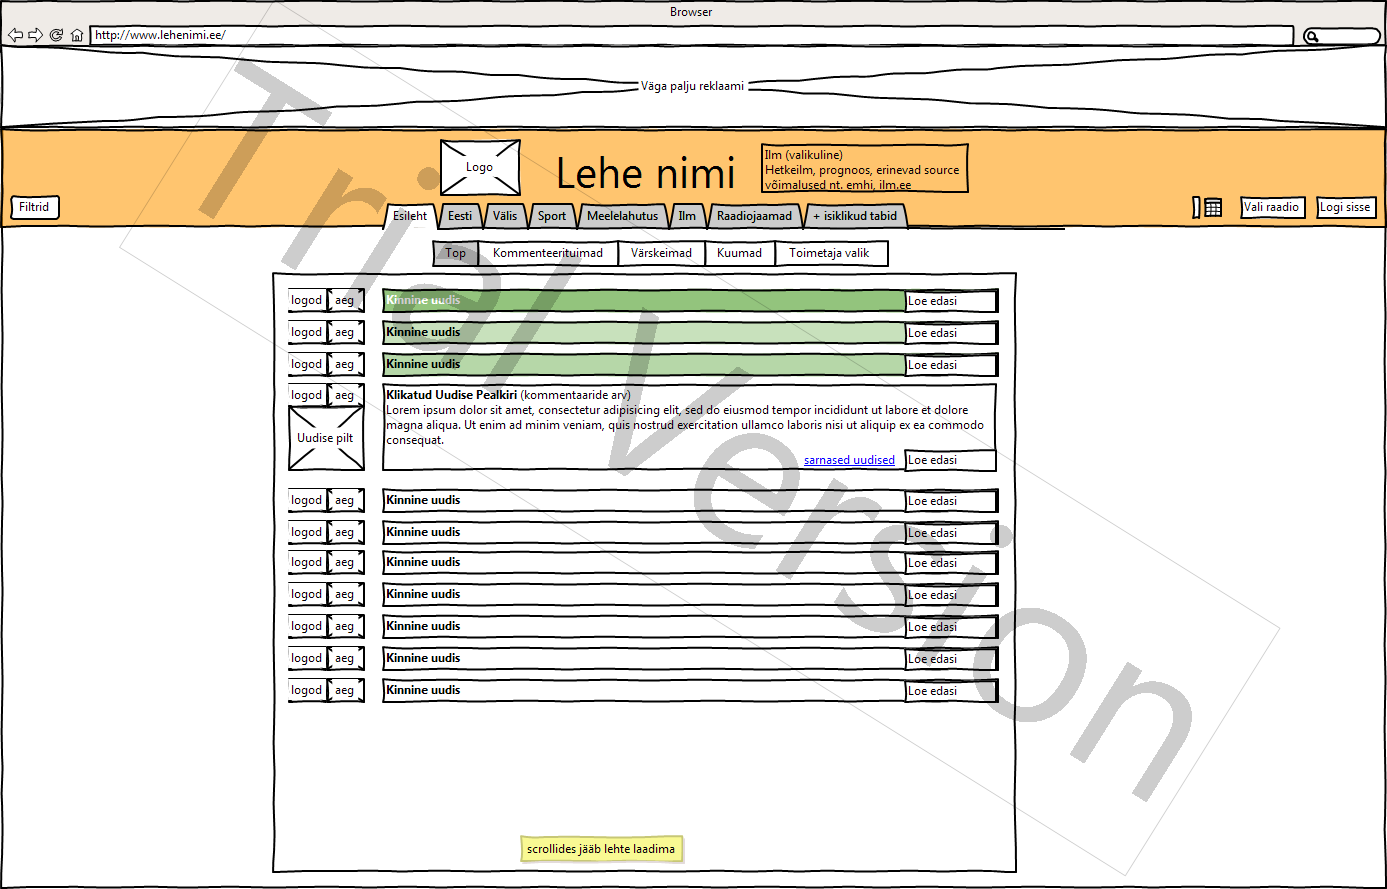 Browser
http://www.lehenimi.ee/
Väga palju reklaami
Logo
Lehe nimi
Ilm (valikuline)
Hetkeilm, prognoos, erinevad source
võimalused nt. emhi, ilm.ee
Filtrid
Vali raadio
Logi sisse
Esileht Eesti Välis Sport Meelelahutus Ilm Raadiojaamad + isiklikud tabid
Top Kommenteerituimad Värskeimad Kuumad Toimetaja valik
logod aeg Kinnine uudis Loe edasi
logod aeg Kinnine uudis Loe edasi
logod aeg Kinnine uudis Loe edasi
logod aeg Klikatud Uudise Pealkiri (kommentaaride arv)
Lorem ipsum dolor sit amet, consectetur adipisicing elit, sed do eiusmod tempor incididunt ut labore et dolore
magna aliqua. Ut enim ad minim veniam, quis nostrud exercitation ullamco laboris nisi ut aliquip ex ea commodo
consequat.
Uudise pilt
sarnased uudised Loe edasi
logod aeg Kinnine uudis Loe edasi
logod aeg Kinnine uudis Loe edasi
logod aeg Kinnine uudis Loe edasi
logod aeg Kinnine uudis Loe edasi
logod aeg Kinnine uudis Loe edasi
logod aeg Kinnine uudis Loe edasi
logod aeg Kinnine uudis Loe edasi
scrollides jääb lehte laadima
Trial Version